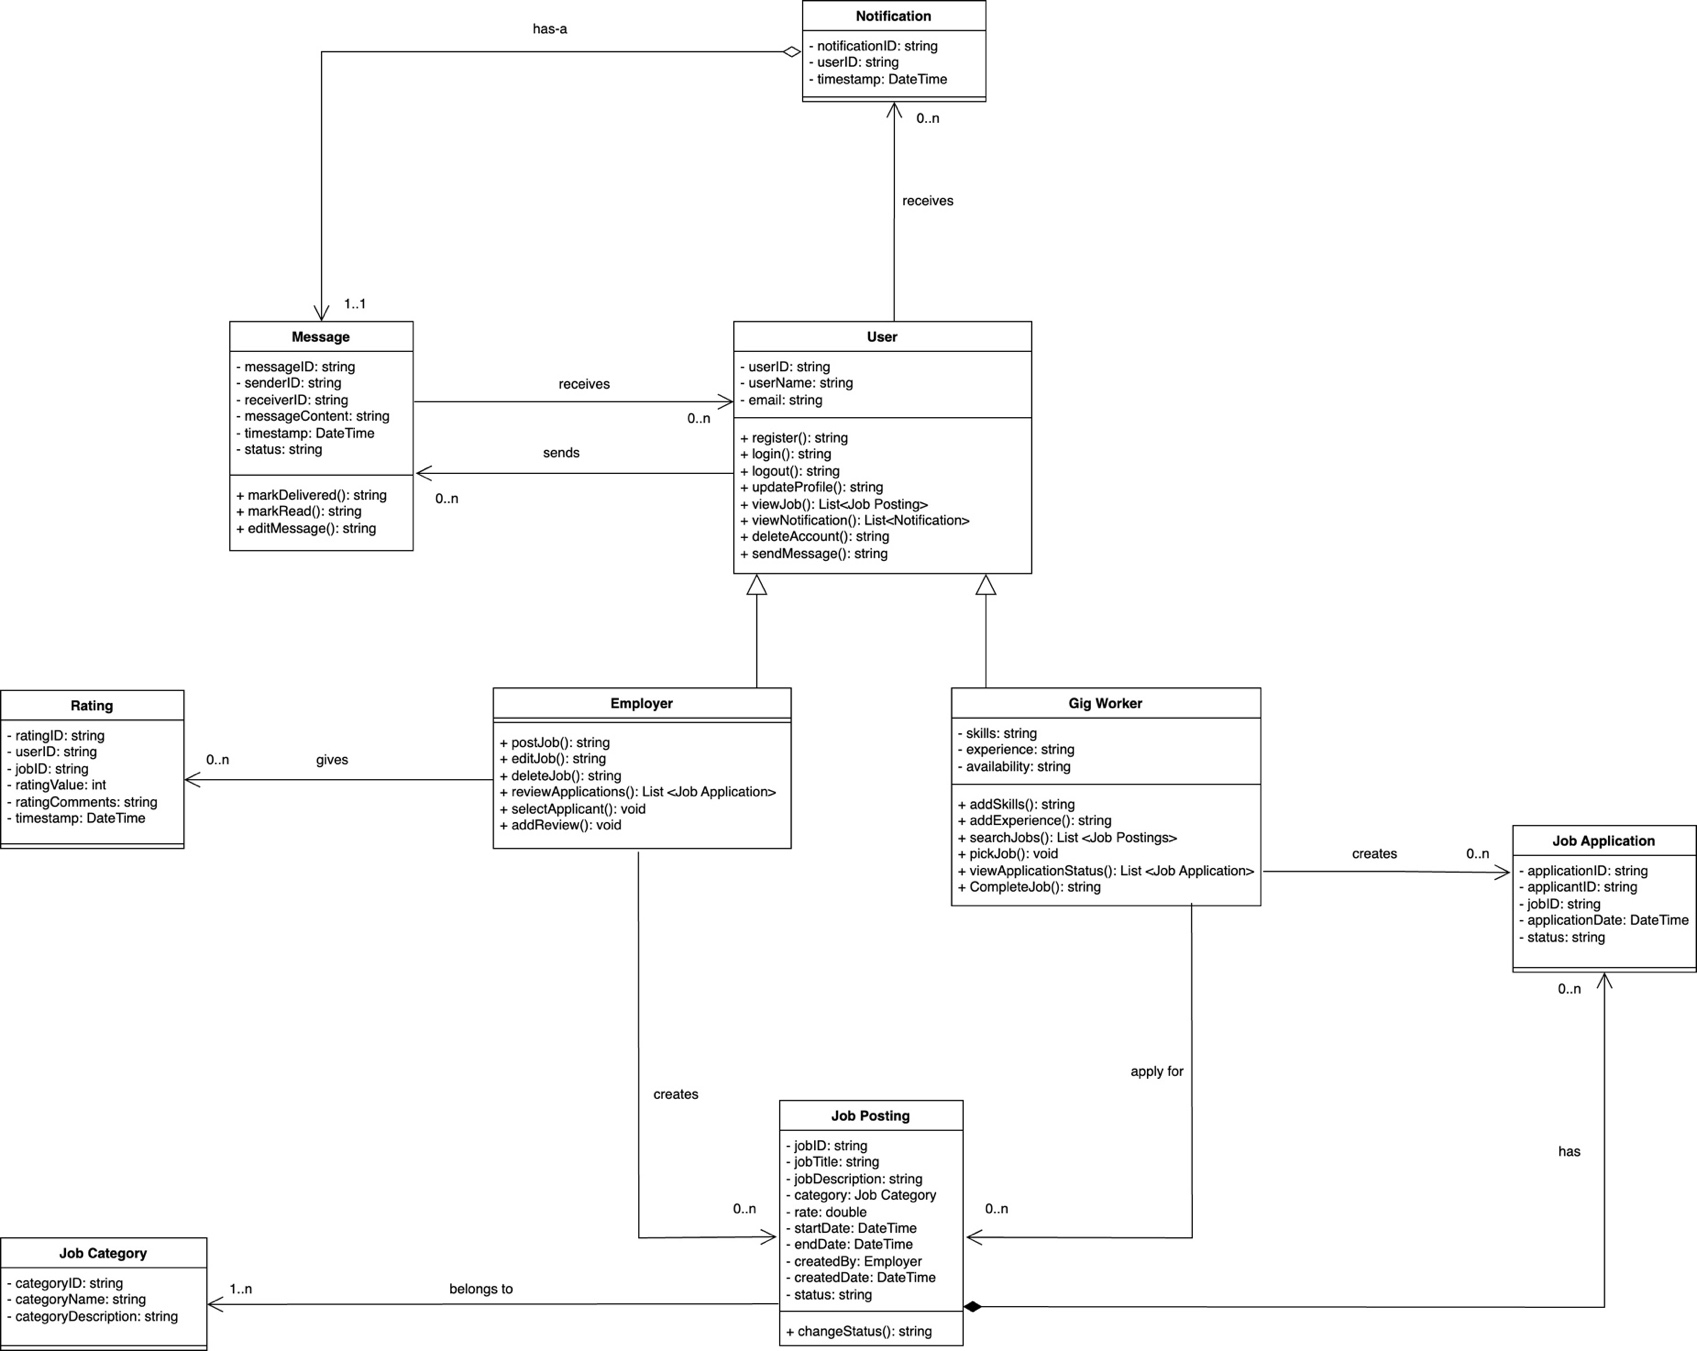 Notification
- notificationID: string
- userID: string
- timestamp: DateTime
has-a
0..n
receives
1..1
Message
- messageID: string
- senderID: string
- receiverID: string
- messageContent: string
- timestamp: DateTime
- status: string
+ markDelivered(): string
+ markRead(): string
+ editMessage(): string
receives
0..n
sends
0..n
User
- userID: string
- userName: string
- email: string
+ register(): string
+ login(): string
+ logout(): string
+ updateProfile(): string
+ viewJob(): List<Job Posting>
+ viewNotification(): List<Notification>
+ deleteAccount(): string
+ sendMessage(): string
Rating
- ratingID: string
- userID: string
- jobID: string
- ratingValue: int
- ratingComments: string
- timestamp: DateTime
0..n
gives
Employer
+ postJob(): string
+ editJob(): string
+ deleteJob(): string
+ reviewApplications(): List <Job Application>
+ selectApplicant(): void
+ addReview(): void
Gig Worker
- skills: string
- experience: string
- availability: string
+ addSkills(): string
+ addExperience(): string
+ searchJobs(): List <Job Postings>
+ pickJob(): void
+ viewApplicationStatus(): List <Job Application>
+ CompleteJob(): string
creates
0..n
Job Application
- applicationID: string
- applicantID: string
- jobID: string
- applicationDate: DateTime
- status: string
0..n
apply for
creates
has
Job Posting
- jobID: string
- jobTitle: string
- jobDescription: string
- category: Job Category
- rate: double
- startDate: DateTime
- endDate: DateTime
- createdBy: Employer
- createdDate: DateTime
- status: string
+ changeStatus(): string
0..n
0..n
Job Category
- categoryID: string
- categoryName: string
- categoryDescription: string
1..n
belongs to